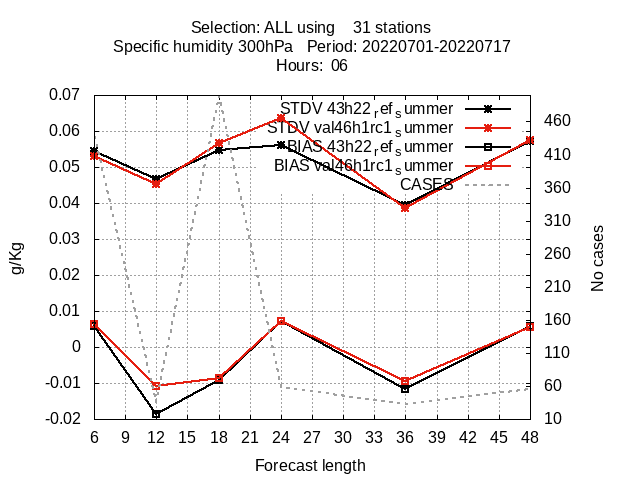 Selection: ALL using    31 stations
Specific humidity 300hPa   Period: 20220701-20220717
Hours:  06
STDV 43h22_ref_summer
STDV val46h1rc1_summer
BIAS 43h22_ref_summer
BIAS val46h1rc1_summer
CASES
0.07
0.06
0.05
0.04
0.03
0.02
0.01
0
-0.01
-0.02
g/Kg
460
410
360
310
260
210
160
110
60
10
No cases
6 9 12 15 18 21 24 27 30 33 36 39 42 45 48
Forecast length